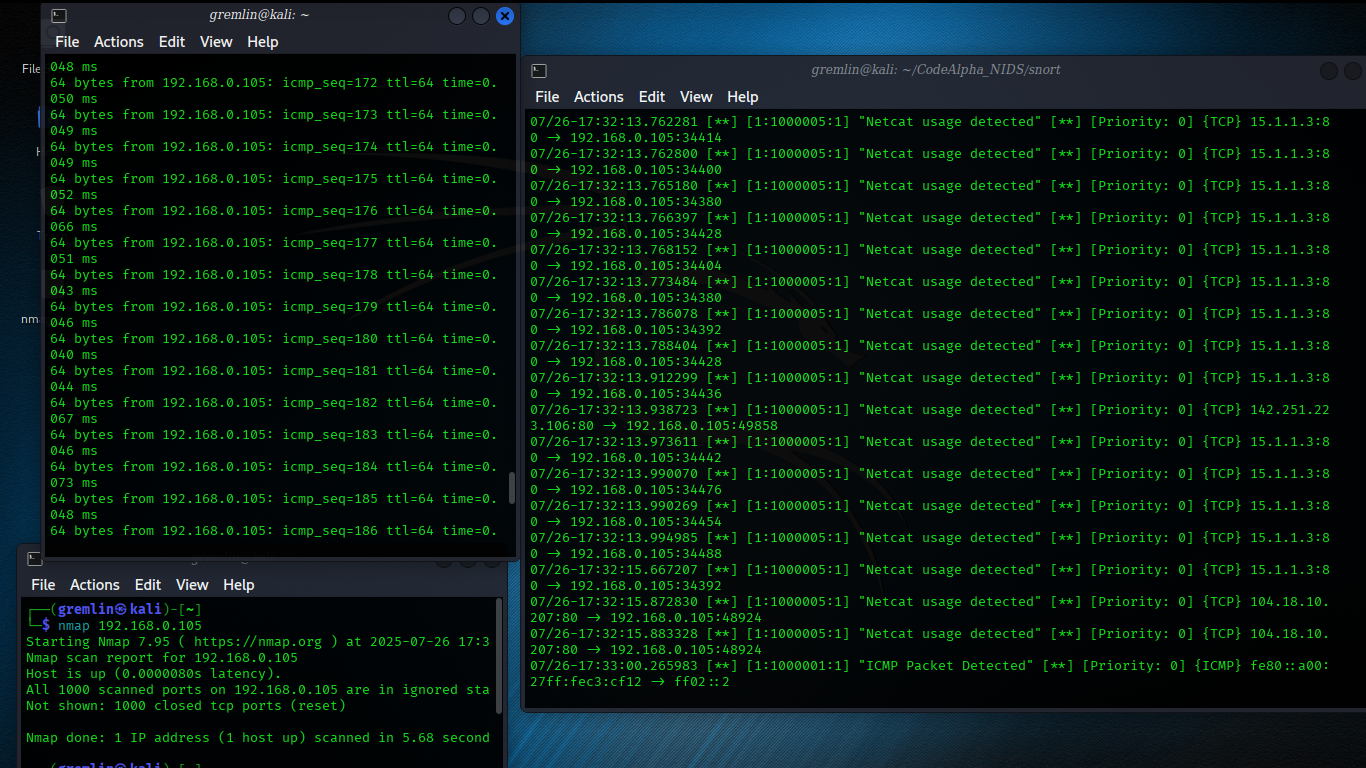 gremlin@kali: ~
File Actions Edit View Help
048 ms
64 bytes from 192.168.0.105: icmp_seq=172 ttl=64 time=0.
050 ms
64 bytes from 192.168.0.105: icmp_seq=173 ttl=64 time=0.
049 ms
64 bytes from 192.168.0.105: icmp_seq=174 ttl=64 time=0.
049 ms
64 bytes from 192.168.0.105: icmp_seq=175 ttl=64 time=0.
052 ms
64 bytes from 192.168.0.105: icmp_seq=176 ttl=64 time=0.
066 ms
64 bytes from 192.168.0.105: icmp_seq=177 ttl=64 time=0.
051 ms
64 bytes from 192.168.0.105: icmp_seq=178 ttl=64 time=0.
043 ms
64 bytes from 192.168.0.105: icmp_seq=179 ttl=64 time=0.
046 ms
64 bytes from 192.168.0.105: icmp_seq=180 ttl=64 time=0.
040 ms
64 bytes from 192.168.0.105: icmp_seq=181 ttl=64 time=0.
044 ms
64 bytes from 192.168.0.105: icmp_seq=182 ttl=64 time=0.
067 ms
64 bytes from 192.168.0.105: icmp_seq=183 ttl=64 time=0.
046 ms
64 bytes from 192.168.0.105: icmp_seq=184 ttl=64 time=0.
073 ms
64 bytes from 192.168.0.105: icmp_seq=185 ttl=64 time=0.
048 ms
64 bytes from 192.168.0.105: icmp_seq=186 ttl=64 time=0.
File
nm
File Actions Edit View Help
┌──(gremlin㉿kali)-[~]
└─$ nmap 192.168.0.105
Starting Nmap 7.95 ( https://nmap.org ) at 2025-07-26 17:3
Nmap scan report for 192.168.0.105
Host is up (0.0000080s latency).
All 1000 scanned ports on 192.168.0.105 are in ignored sta
Not shown: 1000 closed tcp ports (reset)
Nmap done: 1 IP address (1 host up) scanned in 5.68 second
┌──(gremlin㉿kali)-[~]
gremlin@kali: ~/CodeAlpha_NIDS/snort
File Actions Edit View Help
07/26-17:32:13.762281 [**] [1:1000005:1] "Netcat usage detected" [**] [Priority: 0] {TCP} 15.1.1.3:8
0 → 192.168.0.105:34414
07/26-17:32:13.762800 [**] [1:1000005:1] "Netcat usage detected" [**] [Priority: 0] {TCP} 15.1.1.3:8
0 → 192.168.0.105:34400
07/26-17:32:13.765180 [**] [1:1000005:1] "Netcat usage detected" [**] [Priority: 0] {TCP} 15.1.1.3:8
0 → 192.168.0.105:34380
07/26-17:32:13.766397 [**] [1:1000005:1] "Netcat usage detected" [**] [Priority: 0] {TCP} 15.1.1.3:8
0 → 192.168.0.105:34428
07/26-17:32:13.768152 [**] [1:1000005:1] "Netcat usage detected" [**] [Priority: 0] {TCP} 15.1.1.3:8
0 → 192.168.0.105:34404
07/26-17:32:13.773484 [**] [1:1000005:1] "Netcat usage detected" [**] [Priority: 0] {TCP} 15.1.1.3:8
0 → 192.168.0.105:34380
07/26-17:32:13.786078 [**] [1:1000005:1] "Netcat usage detected" [**] [Priority: 0] {TCP} 15.1.1.3:8
0 → 192.168.0.105:34392
07/26-17:32:13.788404 [**] [1:1000005:1] "Netcat usage detected" [**] [Priority: 0] {TCP} 15.1.1.3:8
0 → 192.168.0.105:34428
07/26-17:32:13.912299 [**] [1:1000005:1] "Netcat usage detected" [**] [Priority: 0] {TCP} 15.1.1.3:8
0 → 192.168.0.105:34436
07/26-17:32:13.938723 [**] [1:1000005:1] "Netcat usage detected" [**] [Priority: 0] {TCP} 142.251.22
3.106:80 → 192.168.0.105:49858
07/26-17:32:13.973611 [**] [1:1000005:1] "Netcat usage detected" [**] [Priority: 0] {TCP} 15.1.1.3:8
0 → 192.168.0.105:34442
07/26-17:32:13.990070 [**] [1:1000005:1] "Netcat usage detected" [**] [Priority: 0] {TCP} 15.1.1.3:8
0 → 192.168.0.105:34476
07/26-17:32:13.990269 [**] [1:1000005:1] "Netcat usage detected" [**] [Priority: 0] {TCP} 15.1.1.3:8
0 → 192.168.0.105:34454
07/26-17:32:13.994985 [**] [1:1000005:1] "Netcat usage detected" [**] [Priority: 0] {TCP} 15.1.1.3:8
0 → 192.168.0.105:34488
07/26-17:32:15.667207 [**] [1:1000005:1] "Netcat usage detected" [**] [Priority: 0] {TCP} 15.1.1.3:8
0 → 192.168.0.105:34392
07/26-17:32:15.872830 [**] [1:1000005:1] "Netcat usage detected" [**] [Priority: 0] {TCP} 104.18.10.
207:80 → 192.168.0.105:48924
07/26-17:32:15.883328 [**] [1:1000005:1] "Netcat usage detected" [**] [Priority: 0] {TCP} 104.18.10.
207:80 → 192.168.0.105:48924
07/26-17:33:00.265983 [**] [1:1000001:1] "ICMP Packet Detected" [**] [Priority: 0] {ICMP} fe80::a00:
27ff:fec3:cf12 → ff02::2